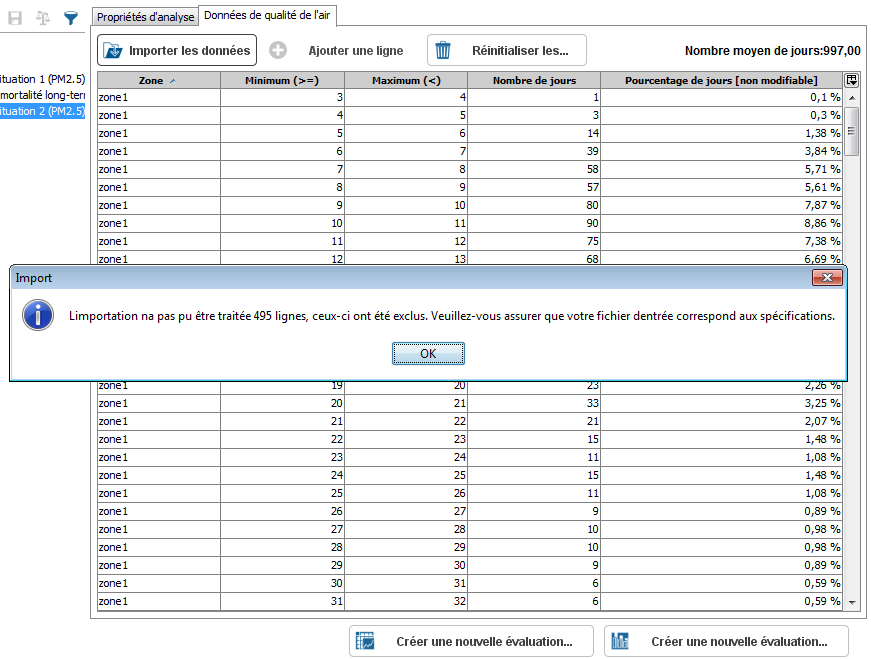 Propriétés d'analyse Données de qualité de l'air
Importer les données Ajouter une ligne Réinitialiser les... Nombre moyen de jours:997,00
Zone Minimum (>=) Maximum (<) Nombre de jours Pourcentage de jours [non modifiable]
ituation 1 (PM2.5)
mortalité long-terr
ituation 2 (PM2.5)
zone1 3 4 1 0,1 %
zone1 4 5 3 0,3 %
zone1 5 6 14 1,38 %
zone1 6 7 39 3,84 %
zone1 7 8 58 5,71 %
zone1 8 9 57 5,61 %
zone1 9 10 80 7,87 %
zone1 10 11 90 8,86 %
zone1 11 12 75 7,38 %
zone1 12 13 68 6,69 %
Import
Limportation na pas pu être traitée 495 lignes, ceux-ci ont été exclus. Veuillez-vous assurer que votre fichier dentrée correspond aux spécifications.
OK
zone1 19 20 23 2,26 %
zone1 20 21 33 3,25 %
zone1 21 22 21 2,07 %
zone1 22 23 15 1,48 %
zone1 23 24 11 1,08 %
zone1 24 25 15 1,48 %
zone1 25 26 11 1,08 %
zone1 26 27 9 0,89 %
zone1 27 28 10 0,98 %
zone1 28 29 10 0,98 %
zone1 29 30 9 0,89 %
zone1 30 31 6 0,59 %
zone1 31 32 6 0,59 %
Créer une nouvelle évaluation... Créer une nouvelle évaluation...